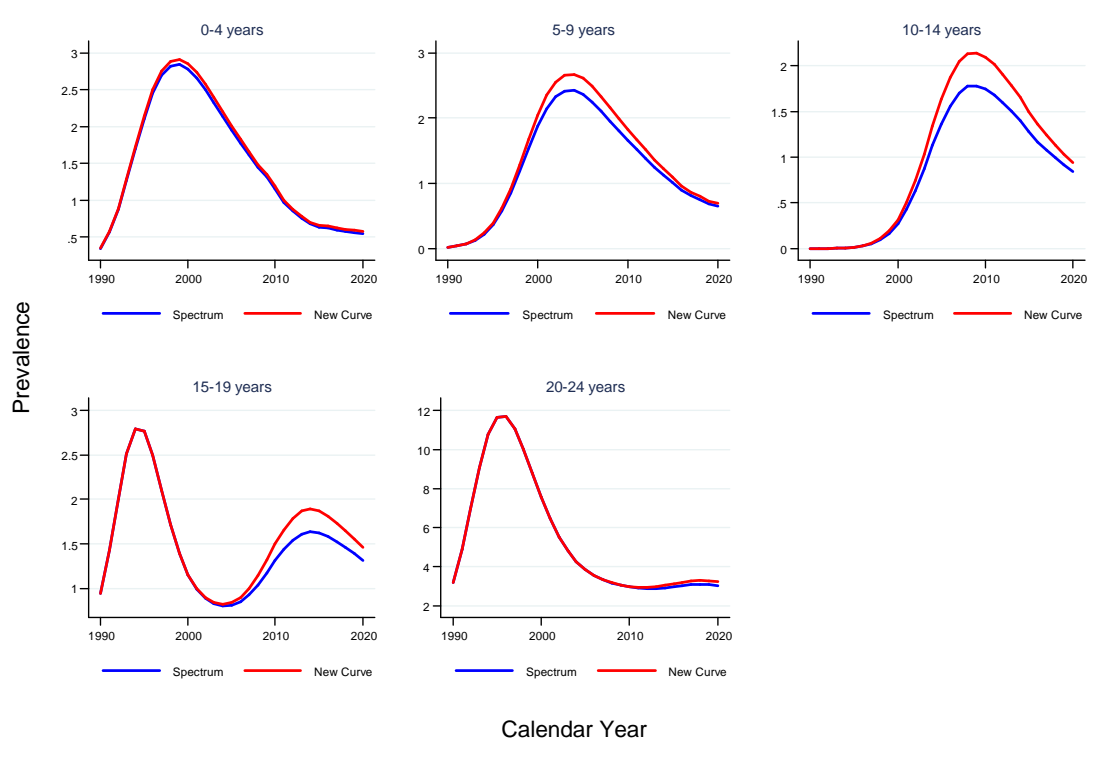 0-4 years
3
2.5
2
1.5
1
.5
1990 2000 2010 2020
Spectrum New Curve
5-9 years
3
2
1
0
1990 2000 2010 2020
Spectrum New Curve
10-14 years
2
1.5
1
.5
0
1990 2000 2010 2020
Spectrum New Curve
Prevalence
15-19 years
3
2.5
2
1.5
1
1990 2000 2010 2020
Spectrum New Curve
20-24 years
12
10
8
6
4
2
1990 2000 2010 2020
Spectrum New Curve
Calendar Year